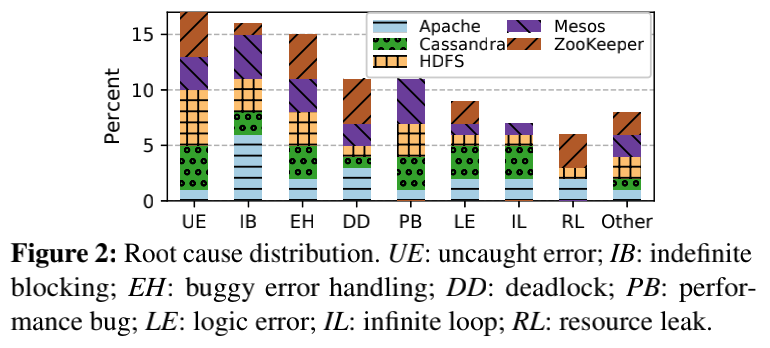 Percent
15
10
5
0
Apache
Cassandra
HDFS
Mesos
ZooKeeper
UE IB EH DD PB LE IL RL Other
Figure 2: Root cause distribution. UE: uncaught error; IB: indefinite
blocking; EH: buggy error handling; DD: deadlock; PB: perfor-
mance bug; LE: logic error; IL: infinite loop; RL: resource leak.